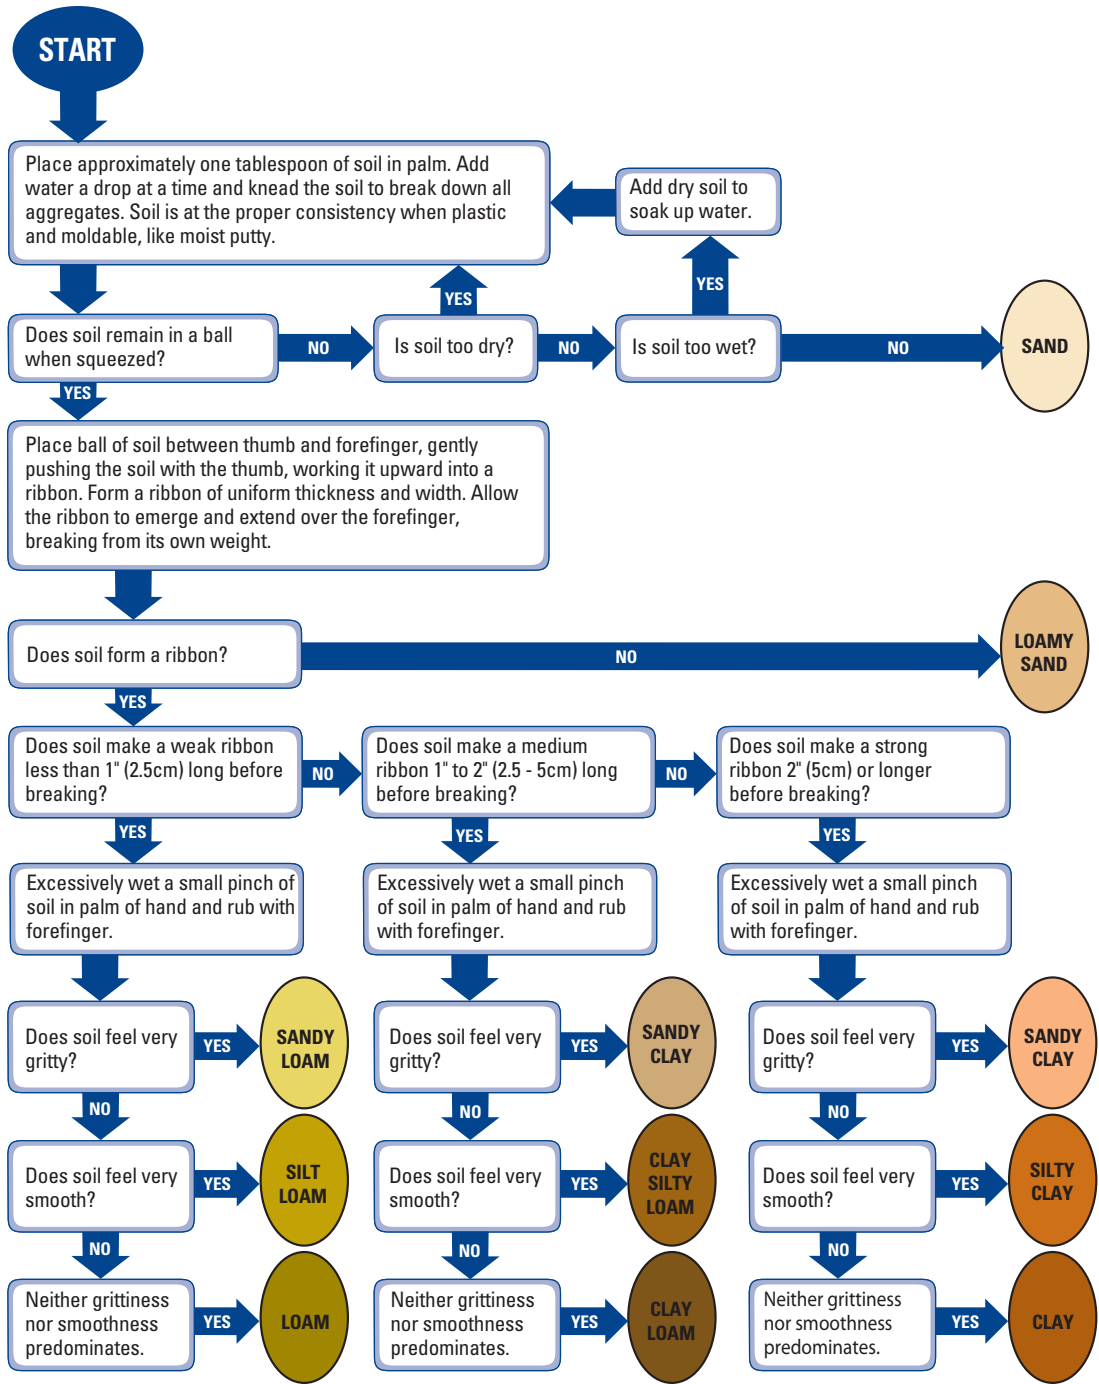 START
Place approximately one tablespoon of soil in palm. Add
water a drop at a time and knead the soil to break down all
aggregates. Soil is at the proper consistency when plastic
and moldable, like moist putty.
Add dry soil to
soak up water.
YES
YES
Does soil remain in a ball
when squeezed?
NO
Is soil too dry?
NO
Is soil too wet?
NO
SAND
YES
Place ball of soil between thumb and forefinger, gently
pushing the soil with the thumb, working it upward into a
ribbon. Form a ribbon of uniform thickness and width. Allow
the ribbon to emerge and extend over the forefinger,
breaking from its own weight.
Does soil form a ribbon?
NO
LOAMY
SAND
YES
Does soil make a weak ribbon
less than 1" (2.5cm) long before
breaking?
NO
Does soil make a medium
ribbon 1" to 2" (2.5 - 5cm) long
before breaking?
NO
Does soil make a strong
ribbon 2" (5cm) or longer
before breaking?
YES
YES
YES
Excessively wet a small pinch of
soil in palm of hand and rub with
forefinger.
Excessively wet a small pinch
of soil in palm of hand and rub
with forefinger.
Excessively wet a small pinch
of soil in palm of hand and rub
with forefinger.
Does soil feel very
gritty?
YES
SANDY
LOAM
Does soil feel very
gritty?
YES
SANDY
CLAY
Does soil feel very
gritty?
YES
SANDY
CLAY
NO
NO
NO
Does soil feel very
smooth?
YES
SILT
LOAM
Does soil feel very
smooth?
YES
CLAY
SILTY
LOAM
Does soil feel very
smooth?
YES
SILTY
CLAY
NO
NO
NO
Neither grittiness
nor smoothness
predominates.
YES
LOAM
Neither grittiness
nor smoothness
predominates.
YES
CLAY
LOAM
Neither grittiness
nor smoothness
predominates.
YES
CLAY